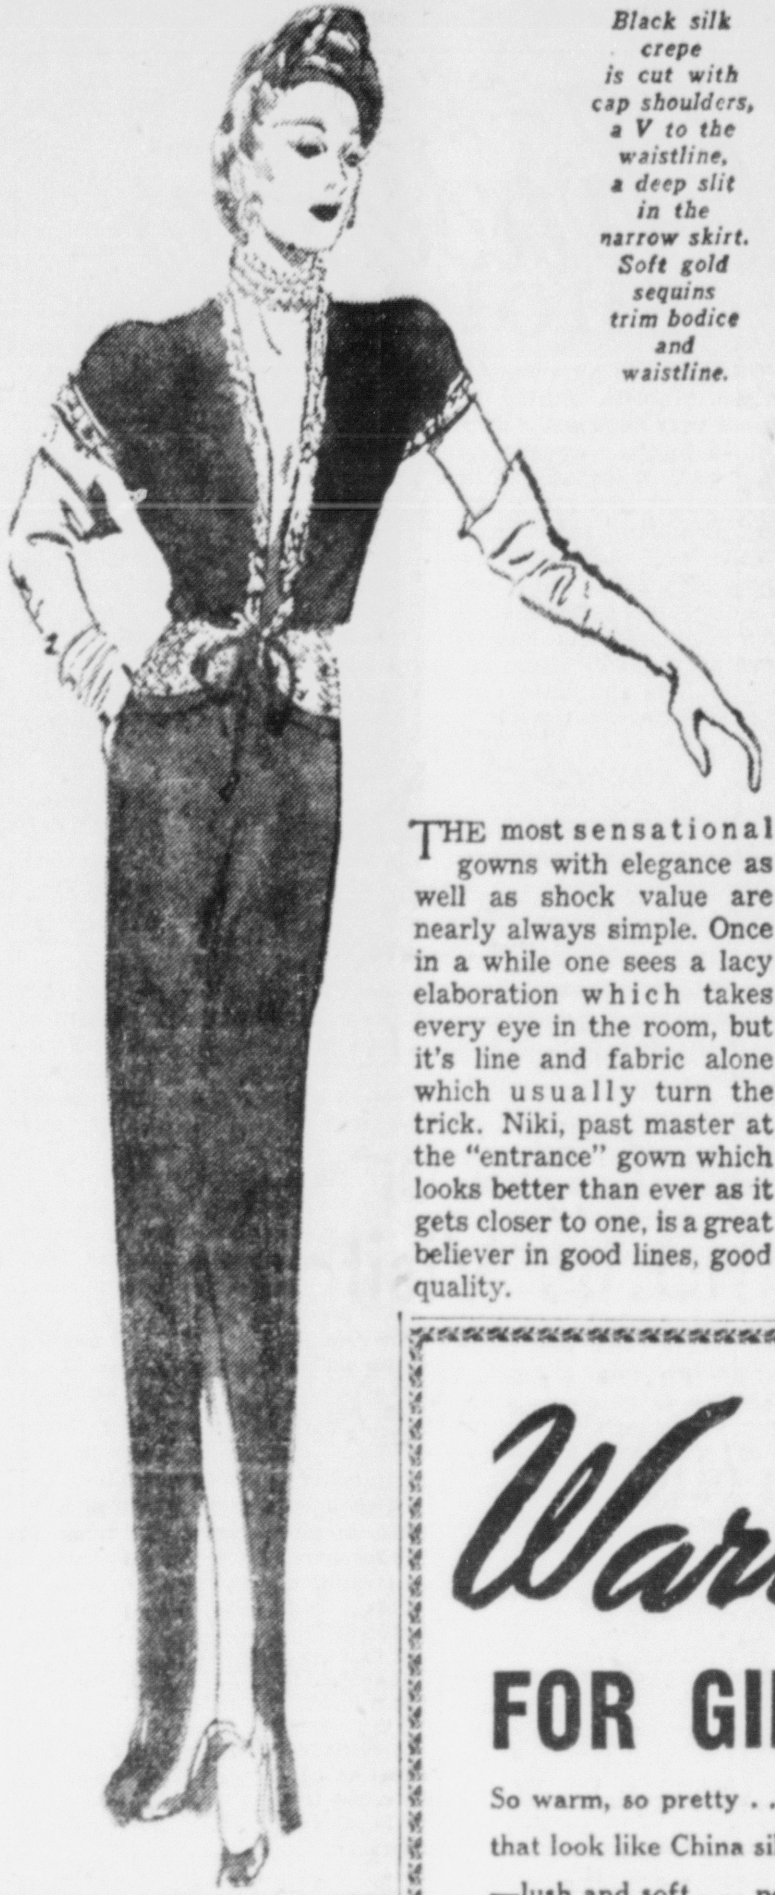 Black silk
crepe
is cut with
cap shoulders,
a V to the
waistline,
a deep slit
in the
narrow skirt.
Soft gold
sequins
trim bodice
and
waistline.
THE most sensational
gowns with elegance as
well as shock value are
nearly always simple. Once
in a while one sees a lacy
elaboration which takes
every eye in the room, but
it's line and fabric alone
which usually turn the
trick. Niki, past master at
the "entrance" gown which
looks better than ever as it
gets closer to one, is a great
believer in good lines, good
quality.
FOR
So warm, so pretty . .
that look like China
and soft